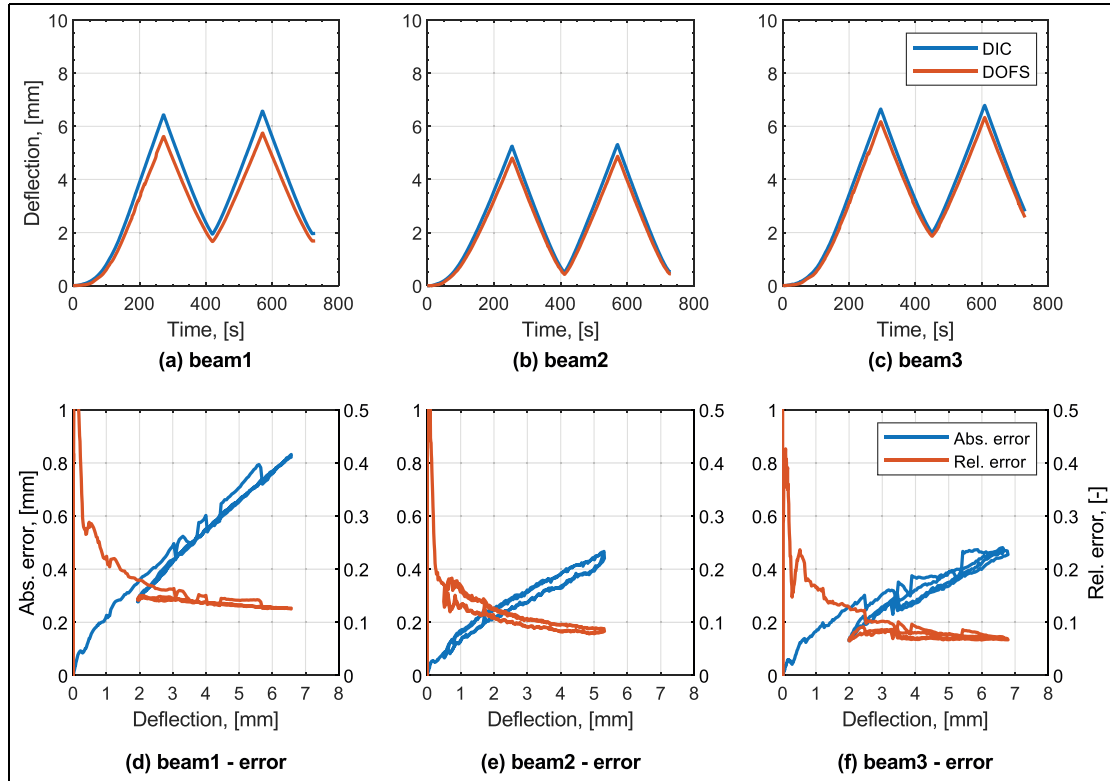 10
8
6
4
2
0
Deflection, [mm]
0 200 400 600 800
Time, [s]
(a) beam1
10
8
6
4
2
0
0 200 400 600 800
Time, [s]
(b) beam2
10
8
6
4
2
0
DIC
DOFS
0 200 400 600 800
Time, [s]
(c) beam3
1
0.8
0.6
0.4
0.2
0
Abs. error, [mm]
0.5
0.4
0.3
0.2
0.1
0
0 1 2 3 4 5 6 7 8
Deflection, [mm]
(d) beam1 - error
1
0.8
0.6
0.4
0.2
0
0.5
0.4
0.3
0.2
0.1
0
0 1 2 3 4 5 6 7 8
Deflection, [mm]
(e) beam2 - error
1
0.8
0.6
0.4
0.2
0
Abs. error
Rel. error
0.5
0.4
0.3
0.2
0.1
0
Rel. error, [-]
0 1 2 3 4 5 6 7 8
Deflection, [mm]
(f) beam3 - error